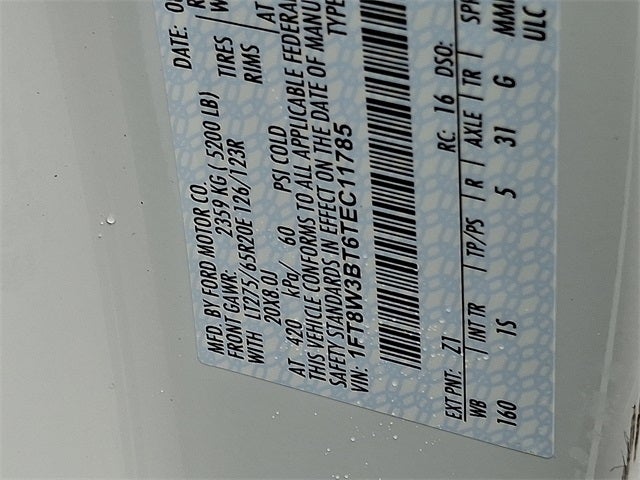 MFD. BY FORD MOTOR CO.
DATE:
FRONT GAWR: 2359 KG ( 5200 LB)
WITH LT275/65R20E 126/123R TIRES
20X8.0J RIMS
AT 420 kPa/ 60 PSI COLD AT
THIS VEHICLE CONFORMS TO ALL APPLICABLE FEDERAL
SAFETY STANDARDS IN EFFECT ON THE DATE OF MANU
VIN: 1FT8W3BT6TEC11785 TYPE
EXT PNT: Z1 RC: 16 DSO:
WB | INT TR | TP/PS | R | AXLE | TR | SPR
160 1S 5 31 G MMM
ULC